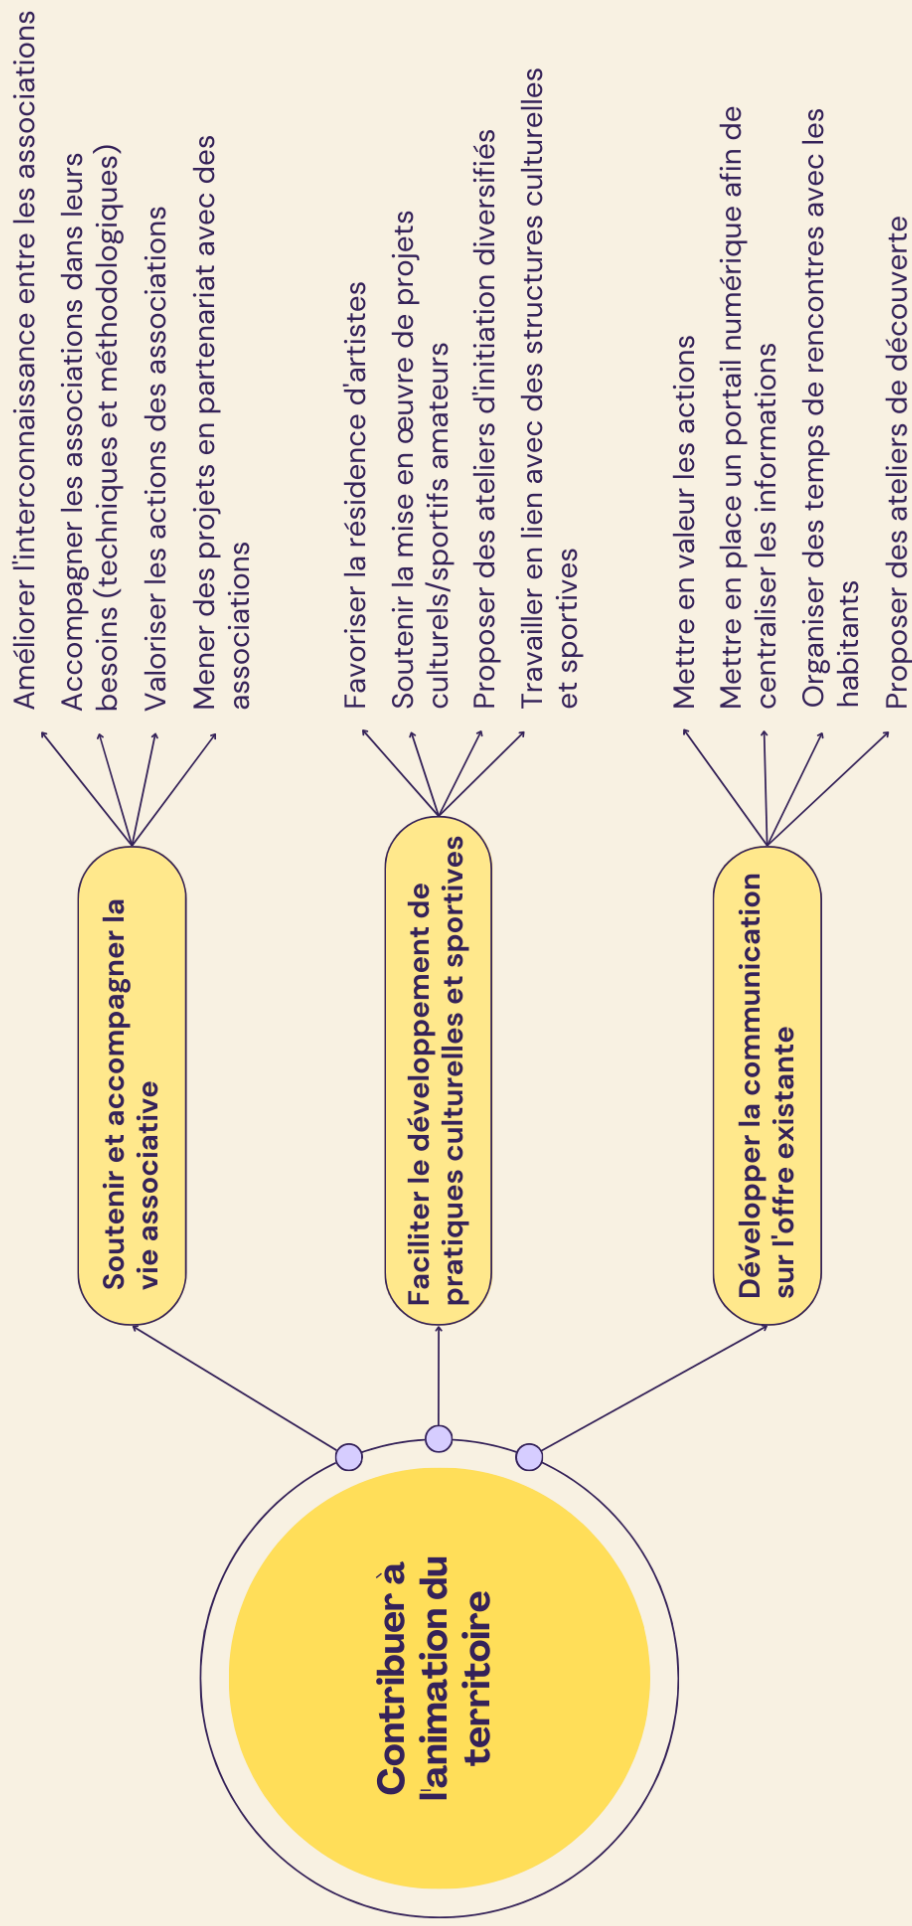 Contribuer à
l'animation du
territoire
Soutenir et accompagner la
vie associative
Améliorer l'interconnaissance entre les associations
Accompagner les associations dans leurs
besoins (techniques et méthodologiques)
Valoriser les actions des associations
Mener des projets en partenariat avec des
associations
Faciliter le développement de
pratiques culturelles et sportives
Favoriser la résidence d'artistes
Soutenir la mise en œuvre de projets
culturels/sportifs amateurs
Proposer des ateliers d'initiation diversifiés
Travailler en lien avec des structures culturelles
et sportives
Développer la communication
sur l'offre existante
Mettre en valeur les actions
Mettre en place un portail numérique afin de
centraliser les informations
Organiser des temps de rencontres avec les
habitants
Proposer des ateliers de découverte